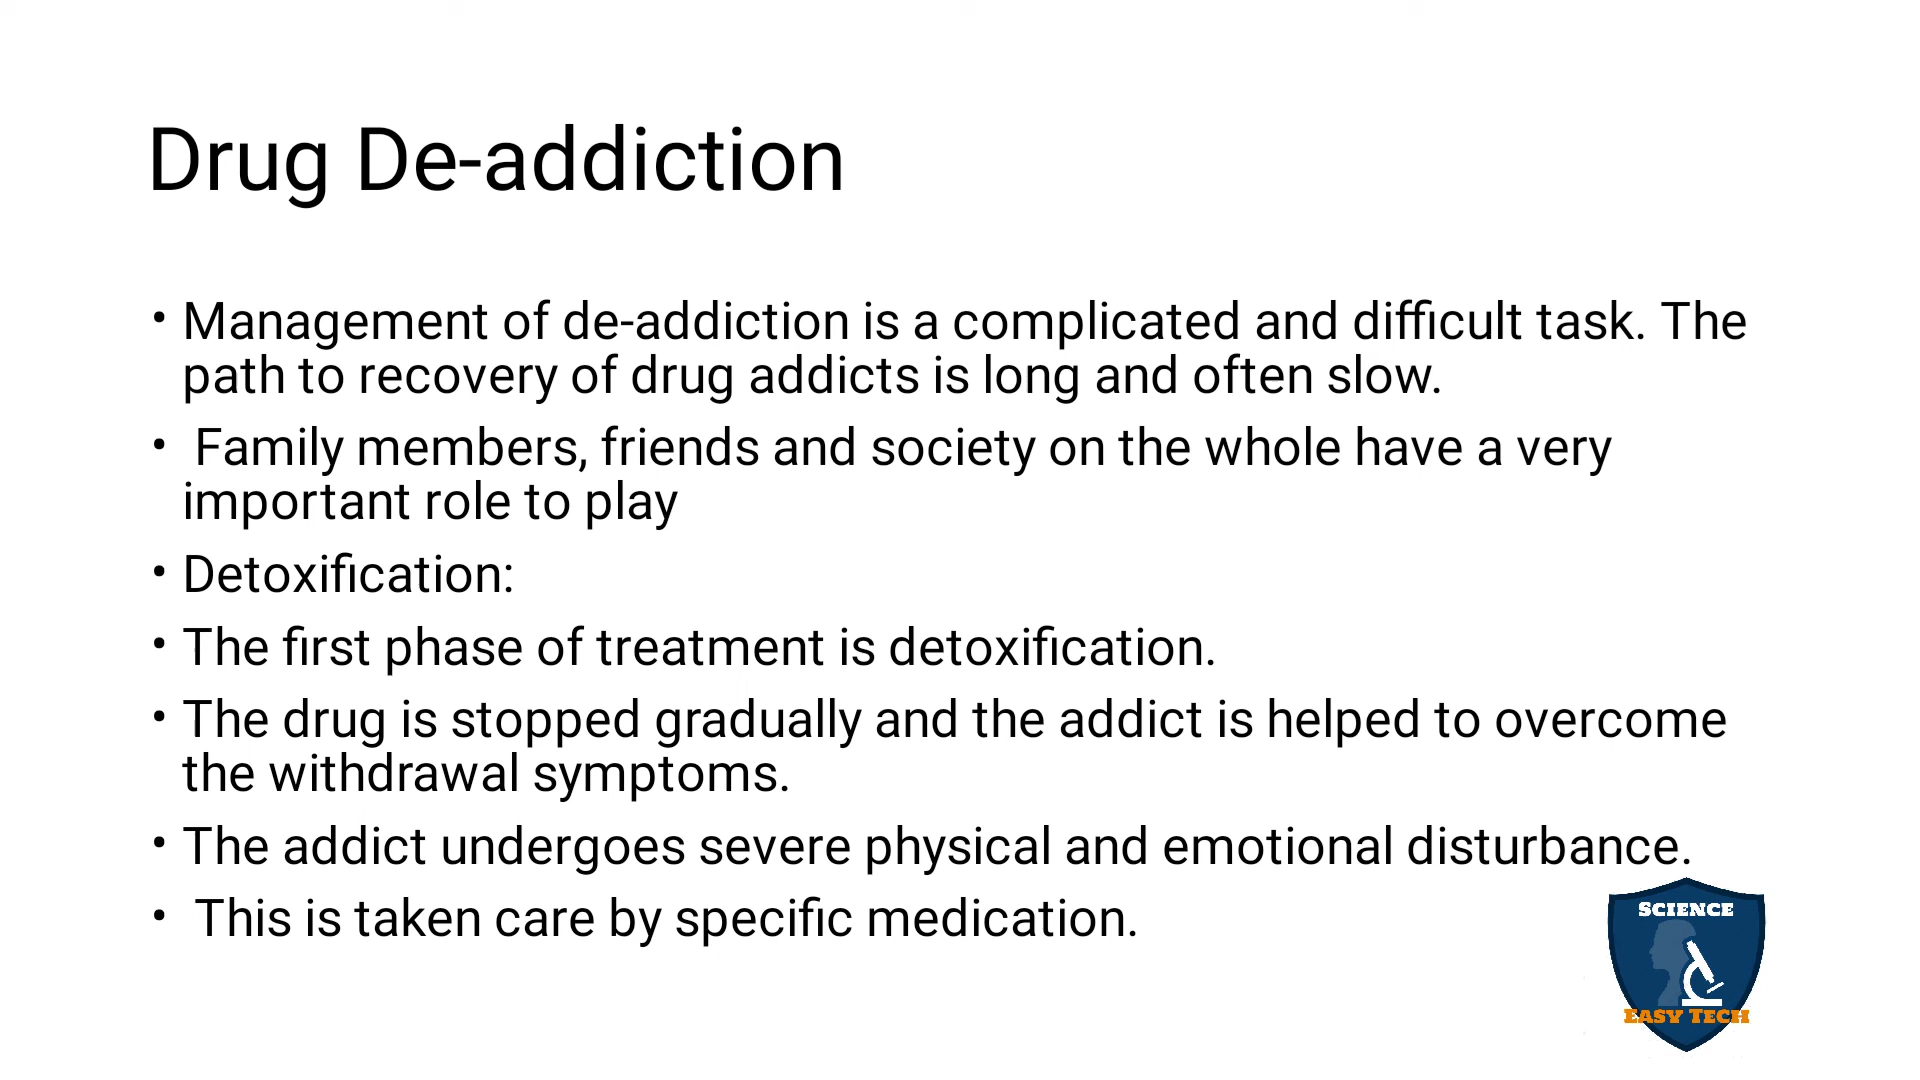 Drug De-addiction
• Management of de-addiction is a complicated and difficult task. The
path to recovery of drug addicts is long and often slow.
• Family members, friends and society on the whole have a very
important role to play
• Detoxification:
• The first phase of treatment is detoxification.
• The drug is stopped gradually and the addict is helped to overcome
the withdrawal symptoms.
• The addict undergoes severe physical and emotional disturbance.
• This is taken care by specific medication.
SCIENCE
EASY TECH